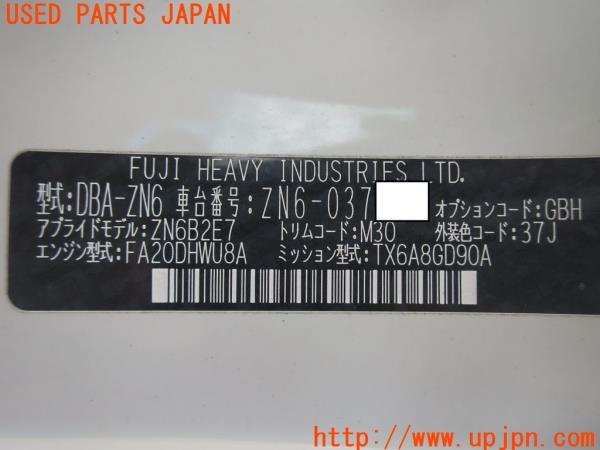 USED PARTS JAPAN
FUJI HEAVY INDUSTRIES LTD.
型式:DBA-ZN6 車台番号:ZN6-037 オプションコード:GBH
アプライドモデル:ZN6B2E7 トリムコード:M30 外装色コード:37J
エンジン型式:FA20DHWU8A ミッション型式:TX6A8GD90A
USED PARTS JAPAN
http://www.upjpn.com/